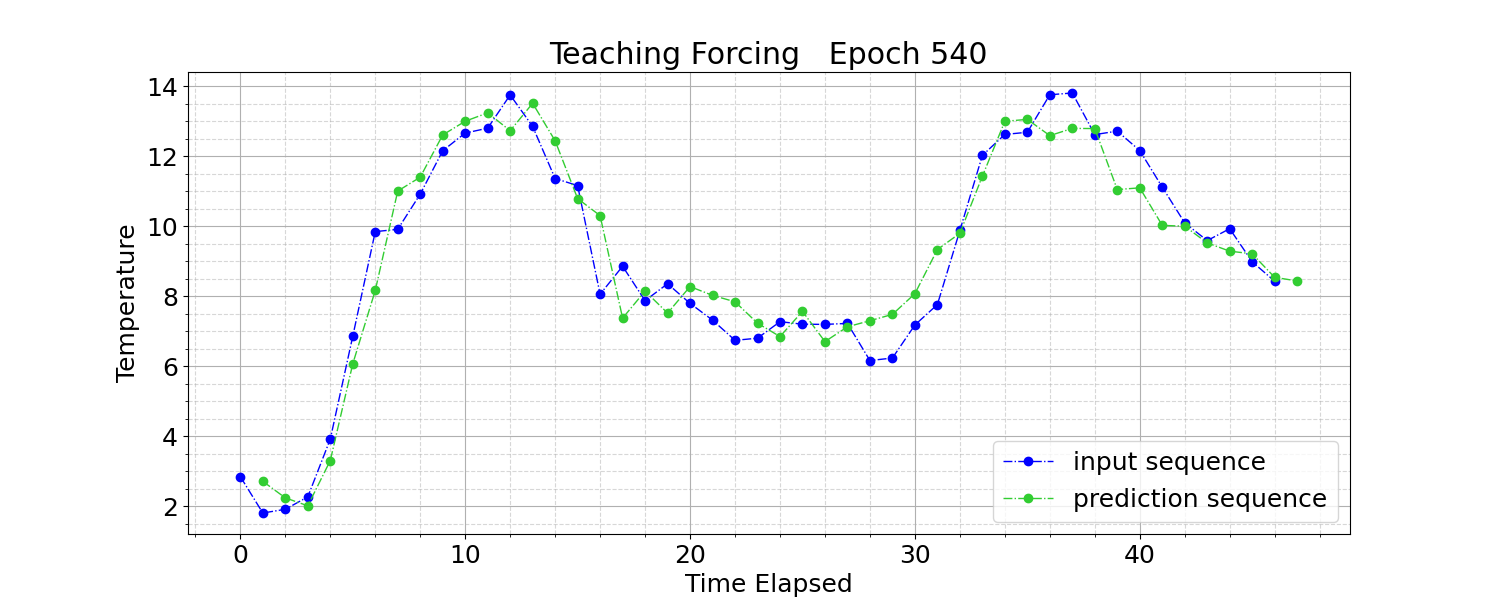 Teaching Forcing   Epoch 540
14
12
10
8
6
4
2
Temperature
input sequence
prediction sequence
0 10 20 30 40
Time Elapsed